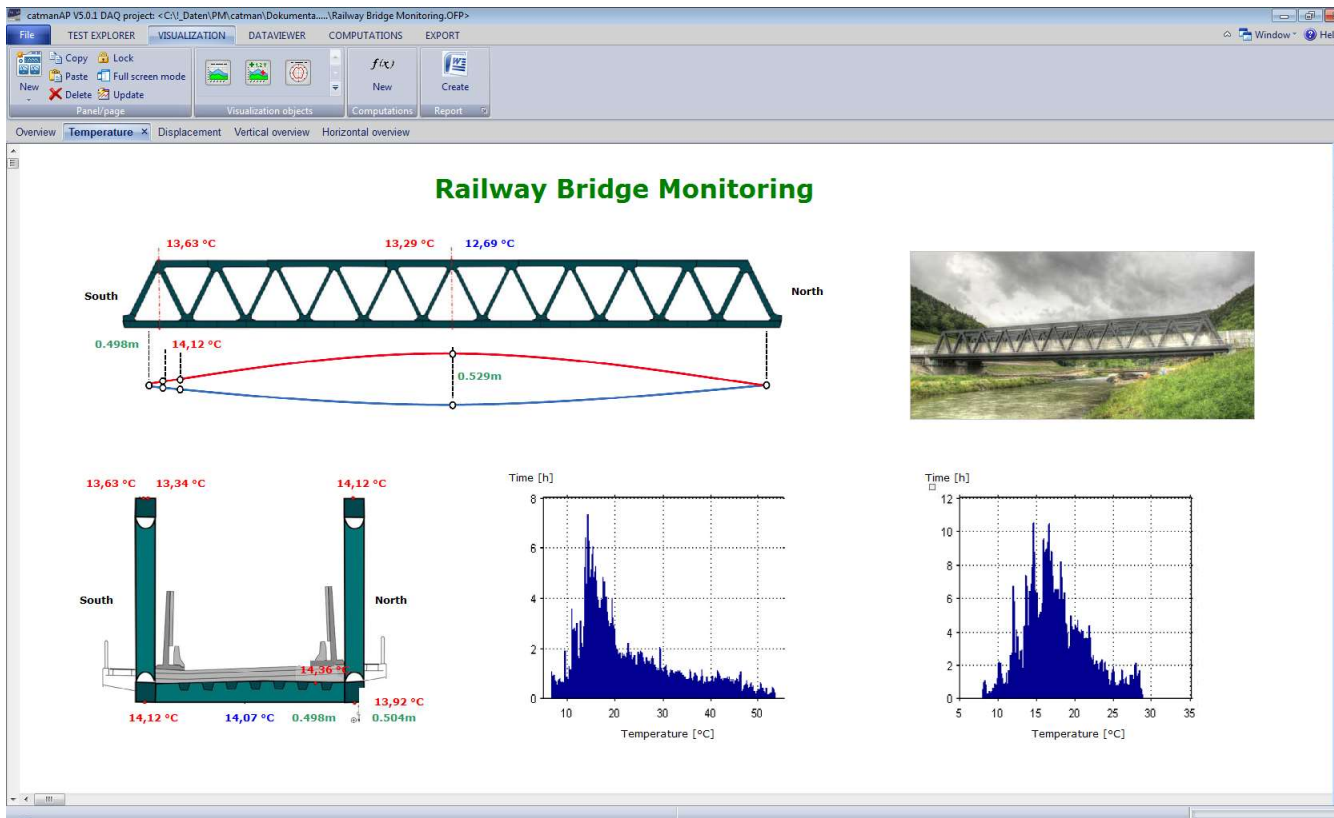 catmanAP V5.0.1 DAQ project: <C:\!_Daten\PM\catman\Dokumenta.....\Railway Bridge Monitoring.OFP>
File TEST EXPLORER VISUALIZATION DATAVIEWER COMPUTATIONS EXPORT Window Hel
Copy Lock
Paste Full screen mode
New Delete Update New Create
Panel/page Visualization objects Computations Report
Overview Temperature × Displacement Vertical overview Horizontal overview
Railway Bridge Monitoring
13,63 °C 13,29 °C 12,69 °C
South North
0.498m 14,12 °C
0.529m
13,63 °C 13,34 °C 14,12 °C
South North
14,36 °C
13,92 °C
14,12 °C 14,07 °C 0.498m 0.504m
Time [h]
8
6
4
2
0
10 20 30 40 50
Temperature [°C]
Time [h]
12
10
8
6
4
2
0
5 10 15 20 25 30 35
Temperature [°C]